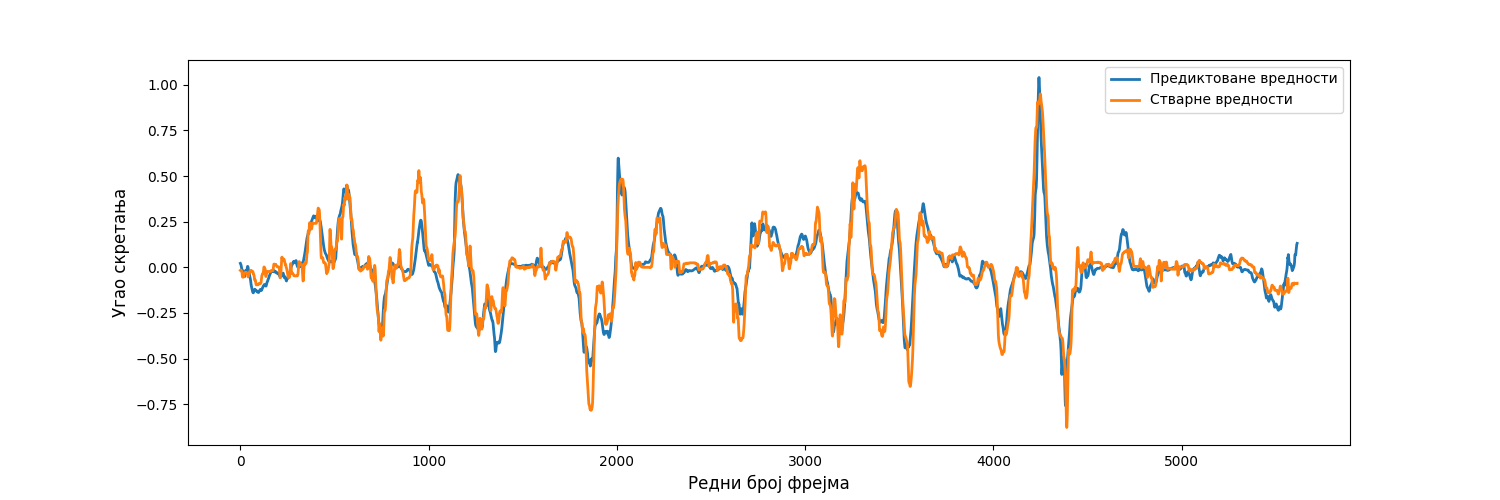 Предиктоване вредности
Стварне вредности
1.00
0.75
0.50
0.25
0.00
−0.25
−0.50
−0.75
Угао скретања
0 1000 2000 3000 4000 5000
Редни број фрејма